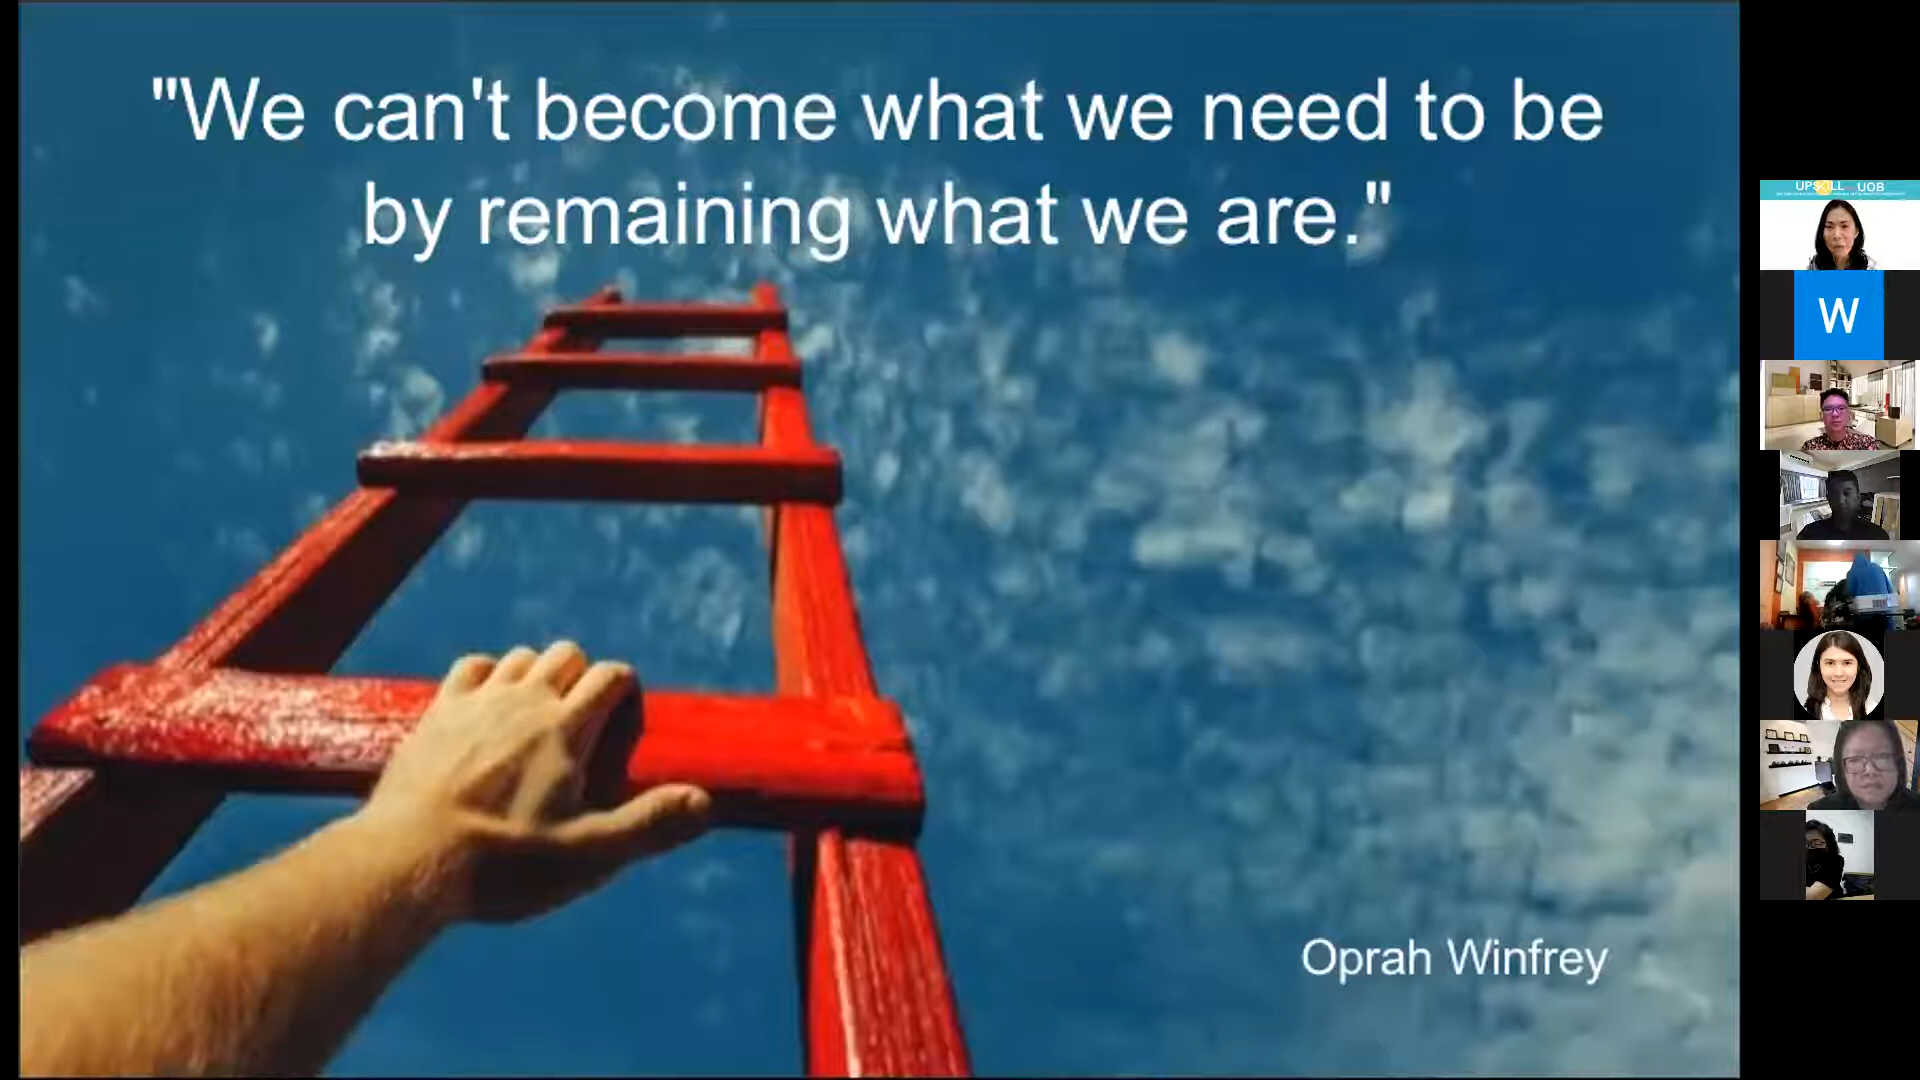 "We can't become what we need to be
by remaining what we are."
Oprah Winfrey
UPSKILL UOB
W